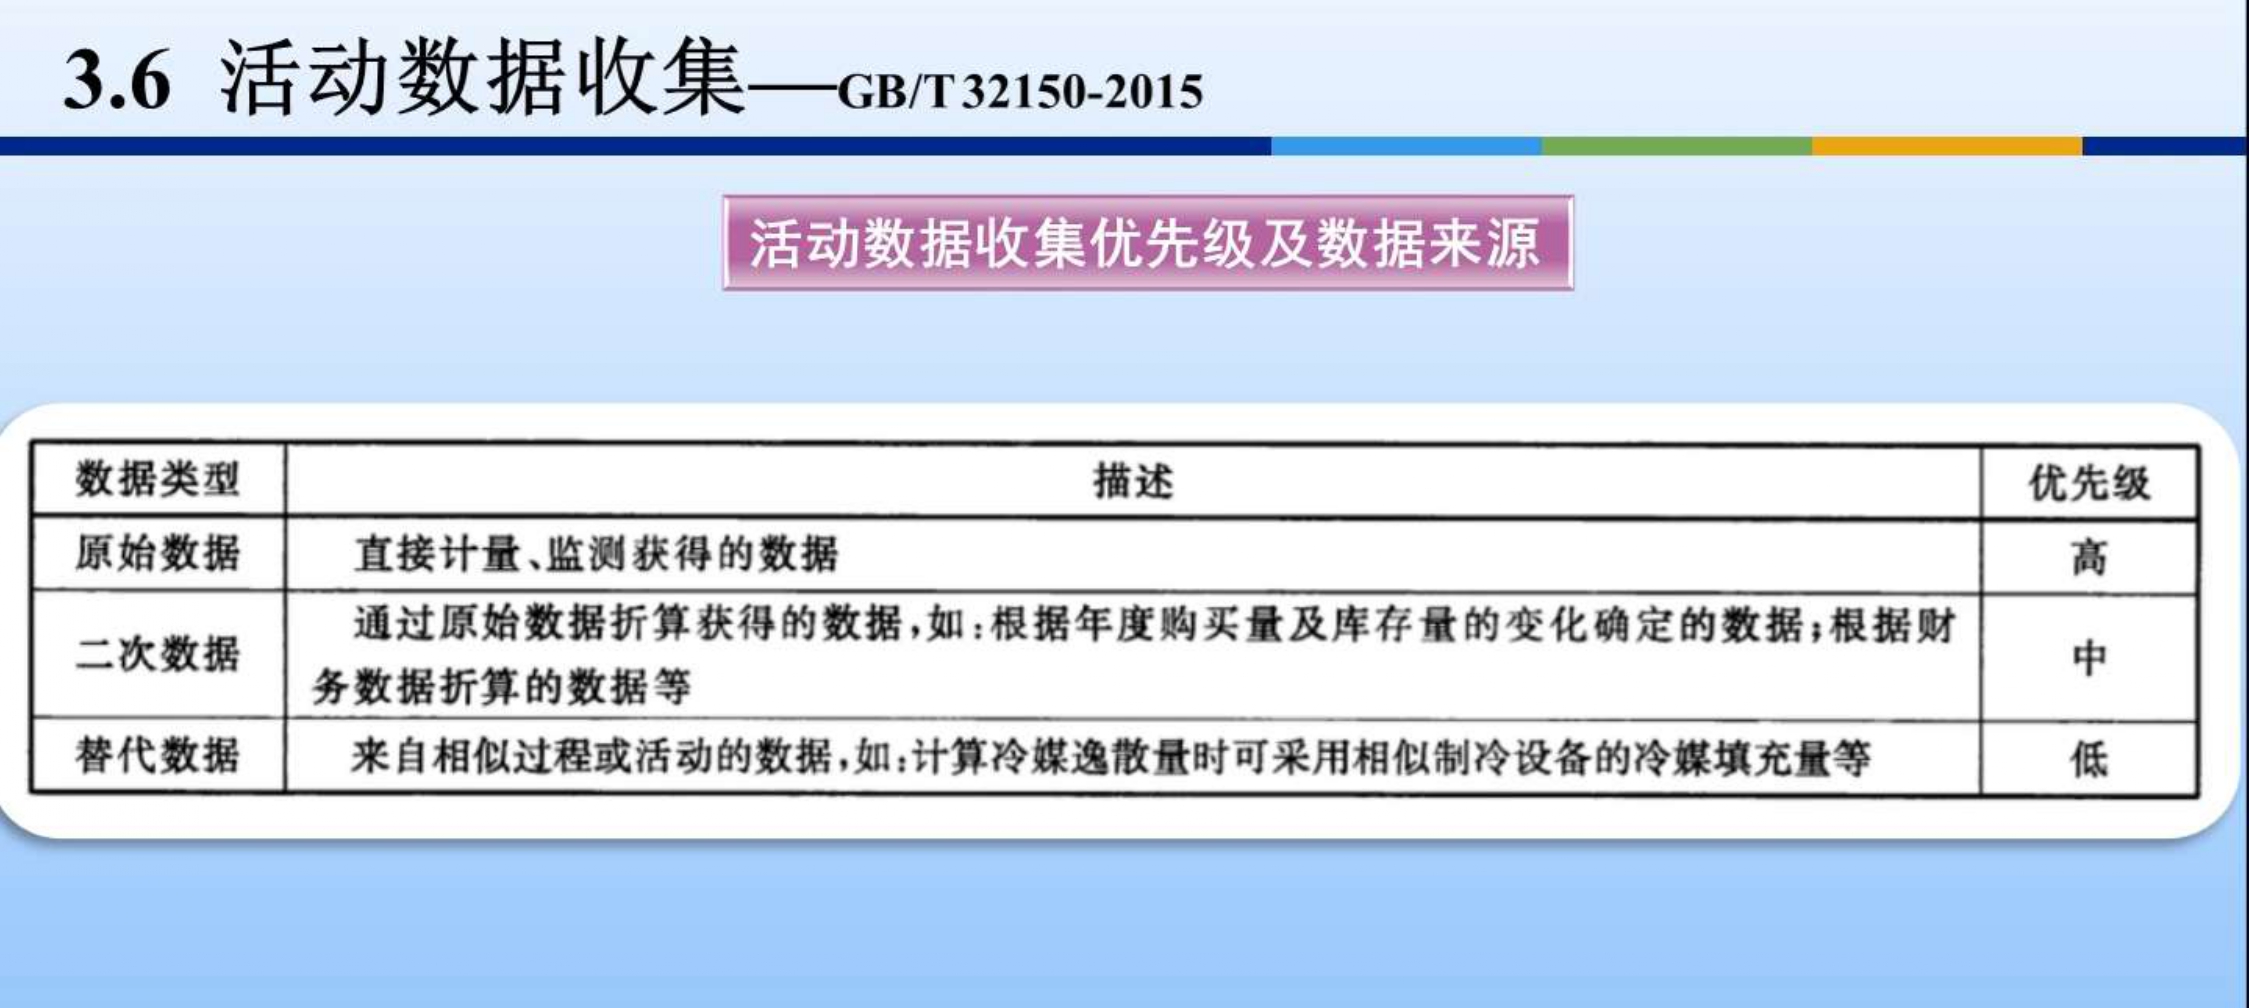 3.6 活动数据收集——GB/T 32150-2015
活动数据收集优先级及数据来源
数据类型 描述 优先级
原始数据 直接计量、监测获得的数据 高
二次数据 通过原始数据折算获得的数据,如:根据年度购买量及库存量的变化确定的数据;根据财 中
务数据折算的数据等
替代数据 来自相似过程或活动的数据,如:计算冷媒逸散量时可采用相似制冷设备的冷媒填充量等 低